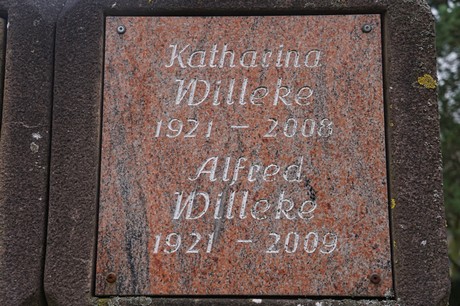 Katharina
Willeke
1921 – 2008
Alfred
Willeke
1921 – 2009